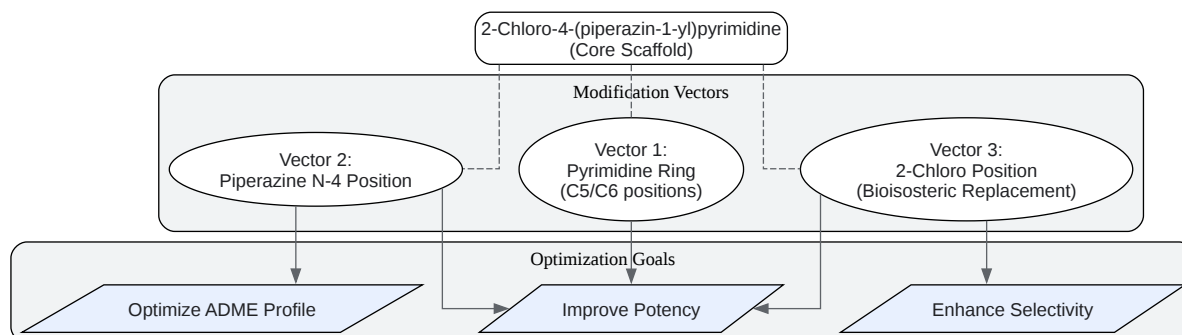 2-Chloro-4-(piperazin-1-yl)pyrimidine
(Core Scaffold)
Modification Vectors
Vector 2:
Piperazine N-4 Position
Vector 1:
Pyrimidine Ring
(C5/C6 positions)
Vector 3:
2-Chloro Position
(Bioisosteric Replacement)
Optimization Goals
Optimize ADME Profile
Improve Potency
Enhance Selectivity